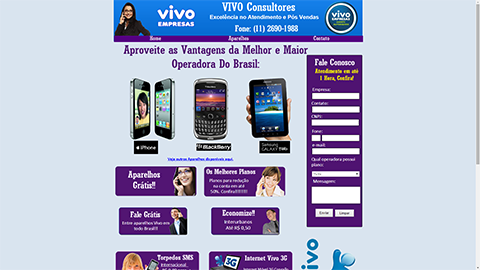 vivo
EMPRESAS
VIVO Consultores
Excelência no Atendimento e Pós Vendas
Fone: (11) 2690-1988
vivo
EMPRESAS
Home
Aparelhos
Contato
Aproveite as Vantagens da Melhor e Maior
Operadora Do Brasil:
iPhone
BlackBerry
Samsung
GALAXY Tab
Veja outros Aparelhos disponíveis aqui.
Aparelhos
Grátis!!
Os Melhores Planos
Planos para redução
na conta em até
50%, Confira!!!!!!!!
Fale Grátis
Entre aparelhos Vivo em
todo Brasil!!
Economize!!
Interurbanos
Até R$ 0,50
Torpedos SMS
Internacional,
Internet Vivo 3G
3G
Fale Conosco
Atendimento em até
1 Hora, Confira!
Empresa:
Contato:
CNPJ:
Fone:
e-mail:
Qual operadora possui
plano:
Mensagem:
Enviar
Limpar
vivo